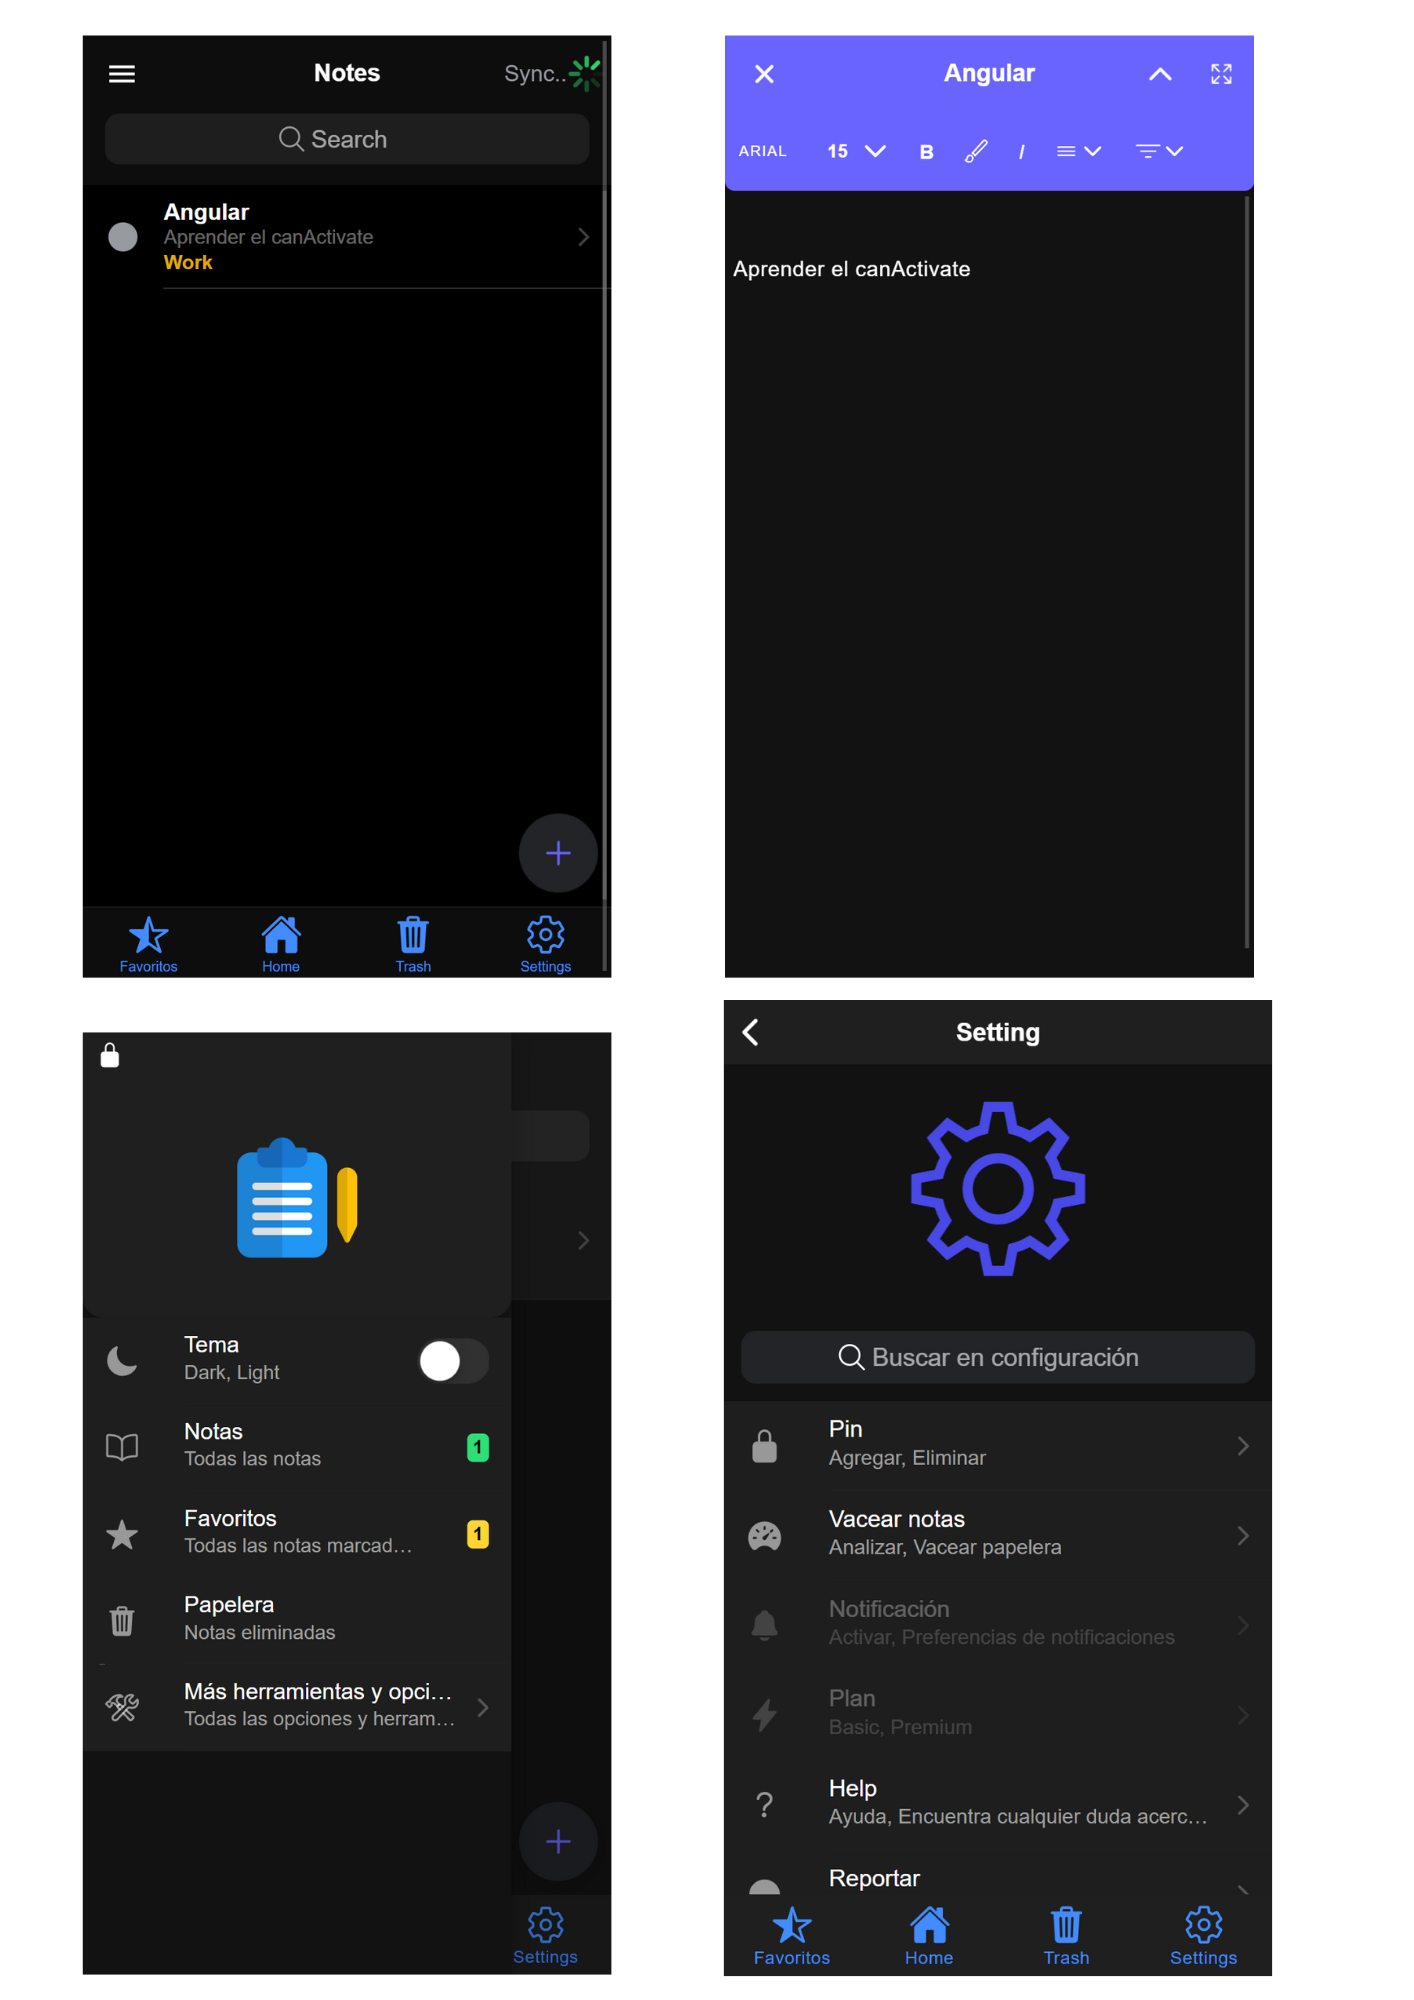 Notes
Sync..
Search
Angular
Aprender el canActivate
Work
Favoritos
Home
Trash
Settings
Angular
ARIAL
15
B
I
Aprender el canActivate
Tema
Dark, Light
Notas
Todas las notas
1
Favoritos
Todas las notas marcad...
1
Papelera
Notas eliminadas
Más herramientas y opci...
Todas las opciones y herram...
Settings
Setting
Buscar en configuración
Pin
Agregar, Eliminar
Vacear notas
Analizar, Vacear papelera
Notificación
Activar, Preferencias de notificaciones
Plan
Basic, Premium
Help
Ayuda, Encuentra cualquier duda acerc...
Reportar
Favoritos
Home
Trash
Settings